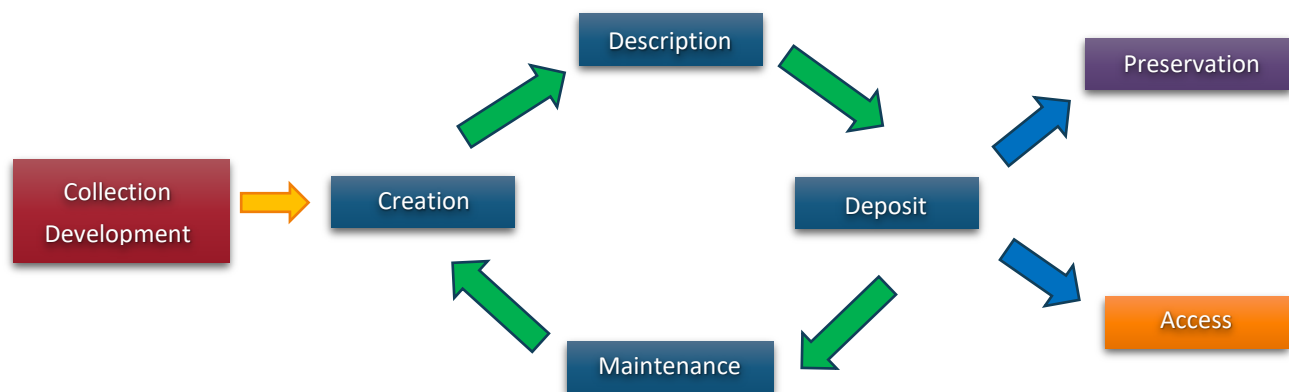 Description
Preservation
Collection
Development
Creation
Deposit
Access
Maintenance